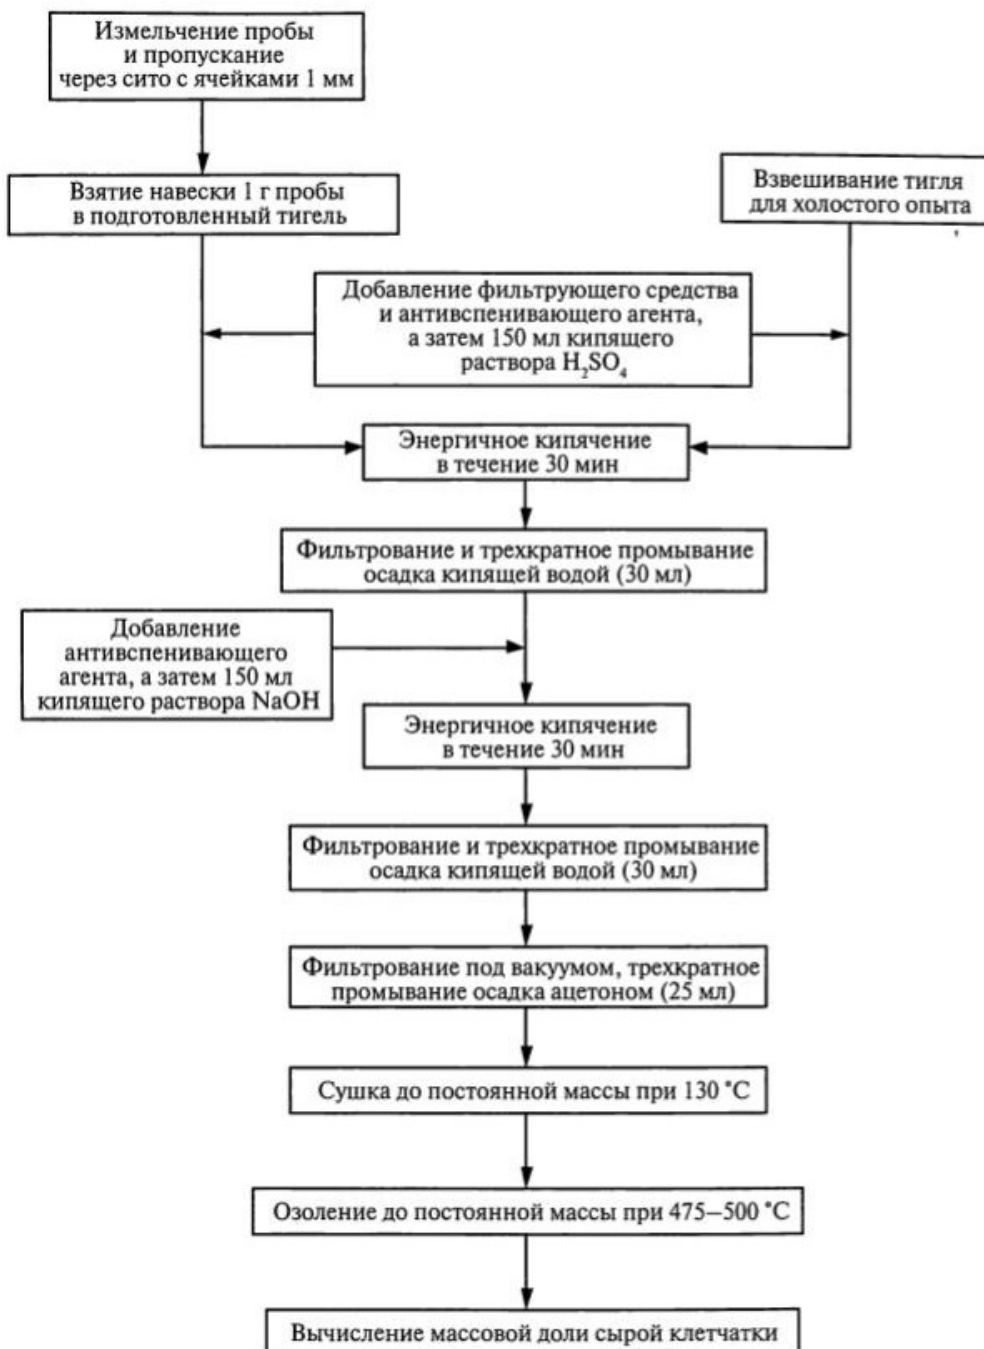 Измельчение пробы
и пропускание
через сито с ячейками 1 мм
Взятие навески 1 г пробы
в подготовленный тигель
Взвешивание тигля
для холостого опыта
Добавление фильтрующего средства
и антивспенивающего агента,
а затем 150 мл кипящего
раствора H₂SO₄
Энергичное кипячение
в течение 30 мин
Фильтрование и трехкратное промывание
осадка кипящей водой (30 мл)
Добавление
антивспенивающего
агента, а затем 150 мл
кипящего раствора NaOH
Энергичное кипячение
в течение 30 мин
Фильтрование и трехкратное промывание
осадка кипящей водой (30 мл)
Фильтрование под вакуумом, трехкратное
промывание осадка ацетоном (25 мл)
Сушка до постоянной массы при 130 °C
Озоление до постоянной массы при 475–500 °C
Вычисление массовой доли сырой клетчатки